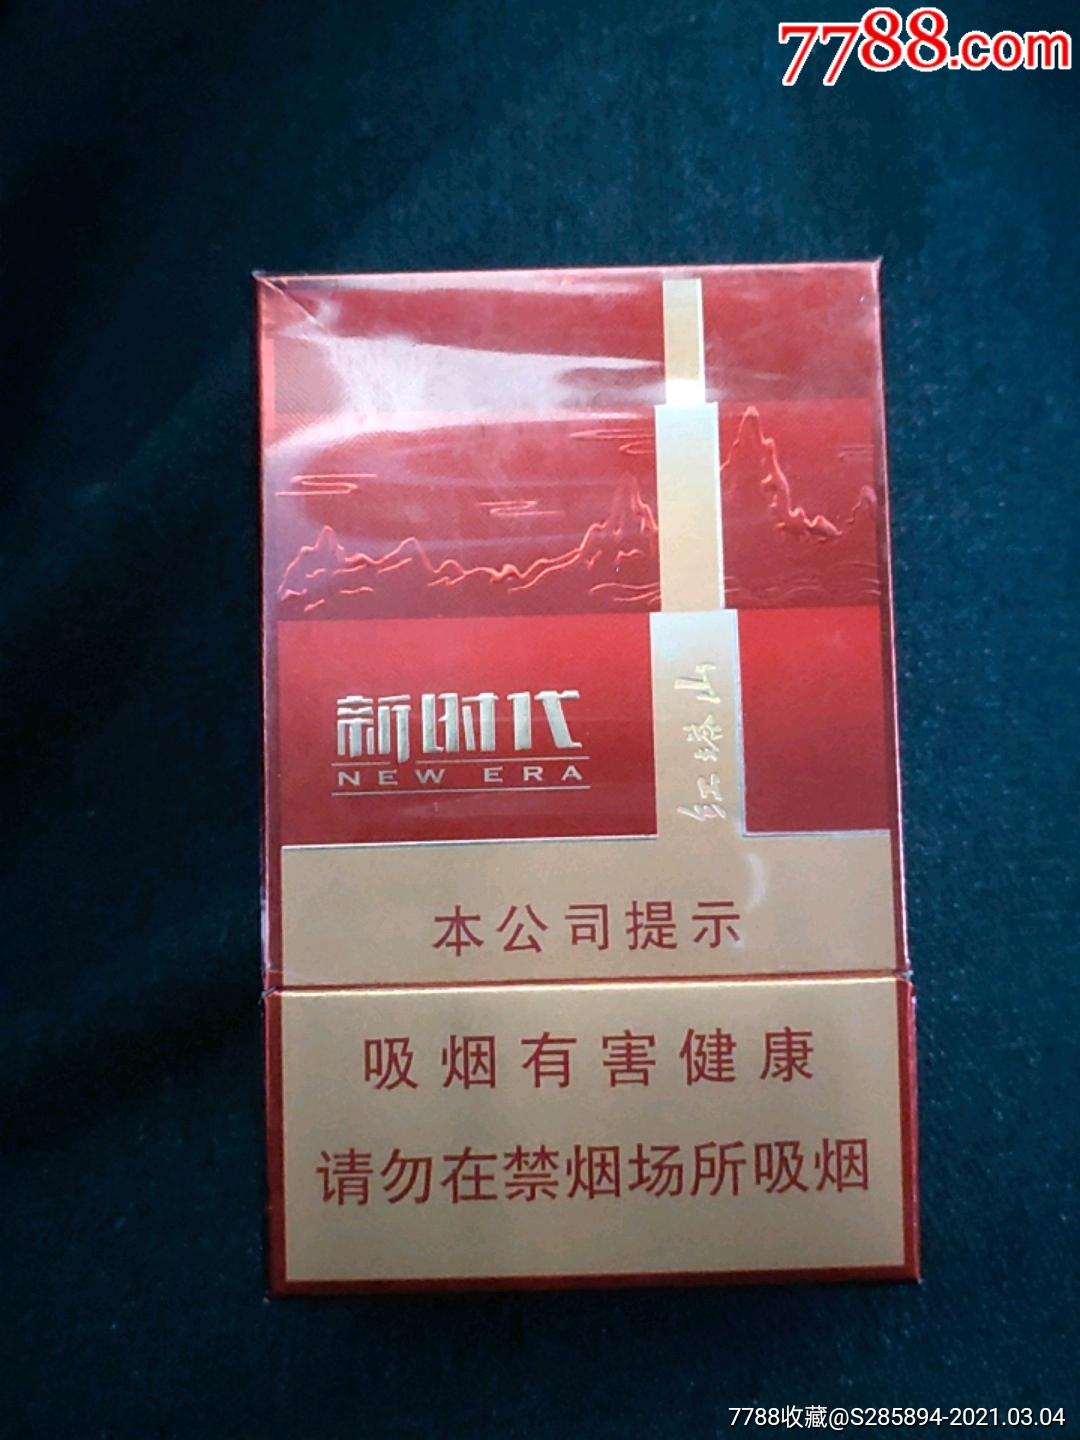 7788.com
新时代
NEW ERA
红塔山
本公司提示
吸烟有害健康
请勿在禁烟场所吸烟
7788收藏@S285894-2021.03.04